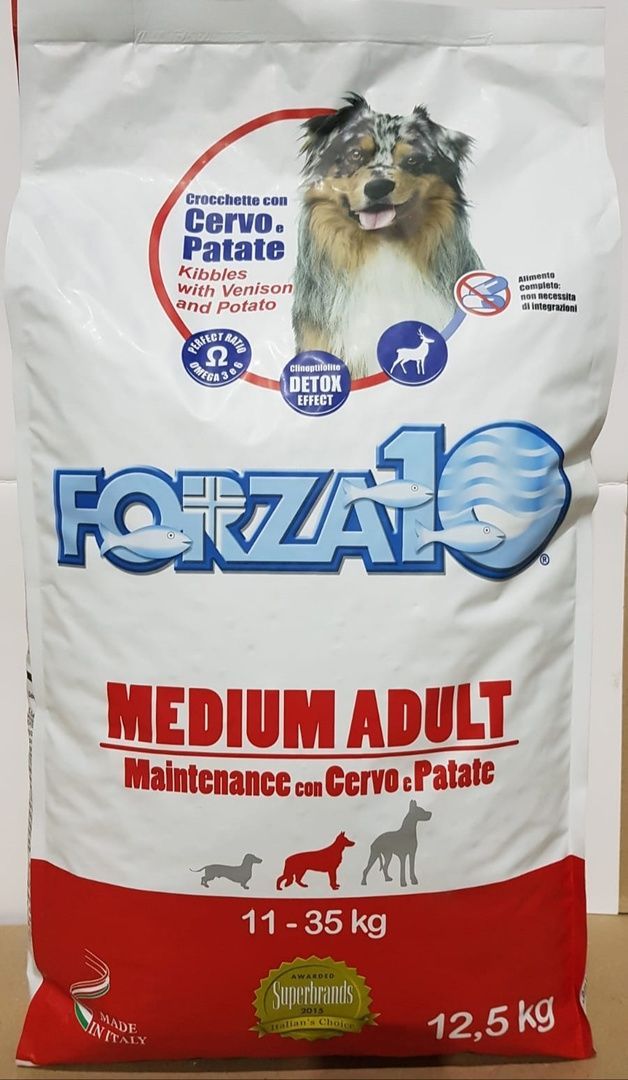 Crocchette con
Cervo e
Patate
Kibbles
with Venison
and Potato
Alimento
Completo:
non necessita
di integrazioni
PERFECT RATIO
Ω
OMEGA 3 e 6
Clinoptilolite
DETOX
EFFECT
FORZA10
®
MEDIUM ADULT
Maintenance con Cervo e Patate
11 - 35 kg
AWARDED
Superbrands
2015
Italian's Choice
MADE
IN ITALY
12,5 kg